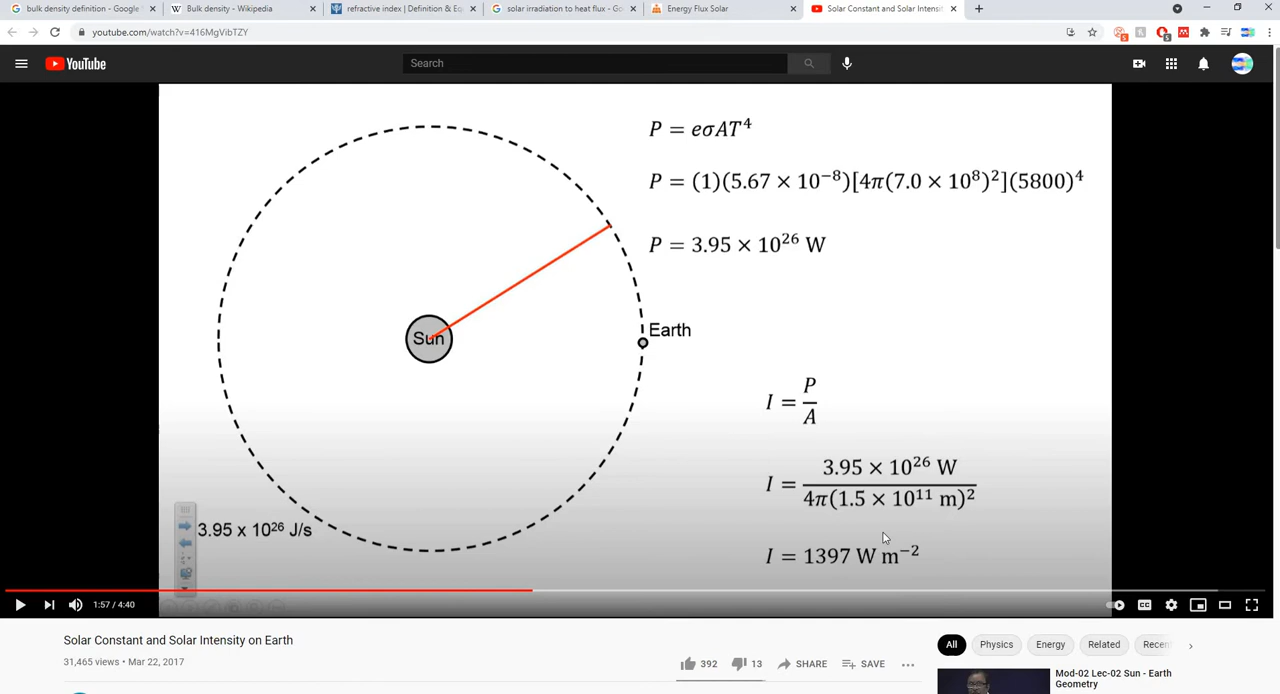 bulk density definition - Google
Bulk density - Wikipedia
refractive index | Definition & Eq
solar irradiation to heat flux - Go
Energy Flux Solar
Solar Constant and Solar Intensit
youtube.com/watch?v=416MgVibTZY
YouTube
Search
P = eσAT⁴
P = (1)(5.67 × 10⁻⁸)[4π(7.0 × 10⁸)²](5800)⁴
P = 3.95 × 10²⁶ W
Sun
Earth
I = P/A
I = 3.95 × 10²⁶ W / 4π(1.5 × 10¹¹ m)²
3.95 x 10²⁶ J/s
I = 1397 W m⁻²
1:57 / 4:40
Solar Constant and Solar Intensity on Earth
31,465 views • Mar 22, 2017
392
13
SHARE
SAVE
All
Physics
Energy
Related
Recen
Mod-02 Lec-02 Sun - Earth
Geometry